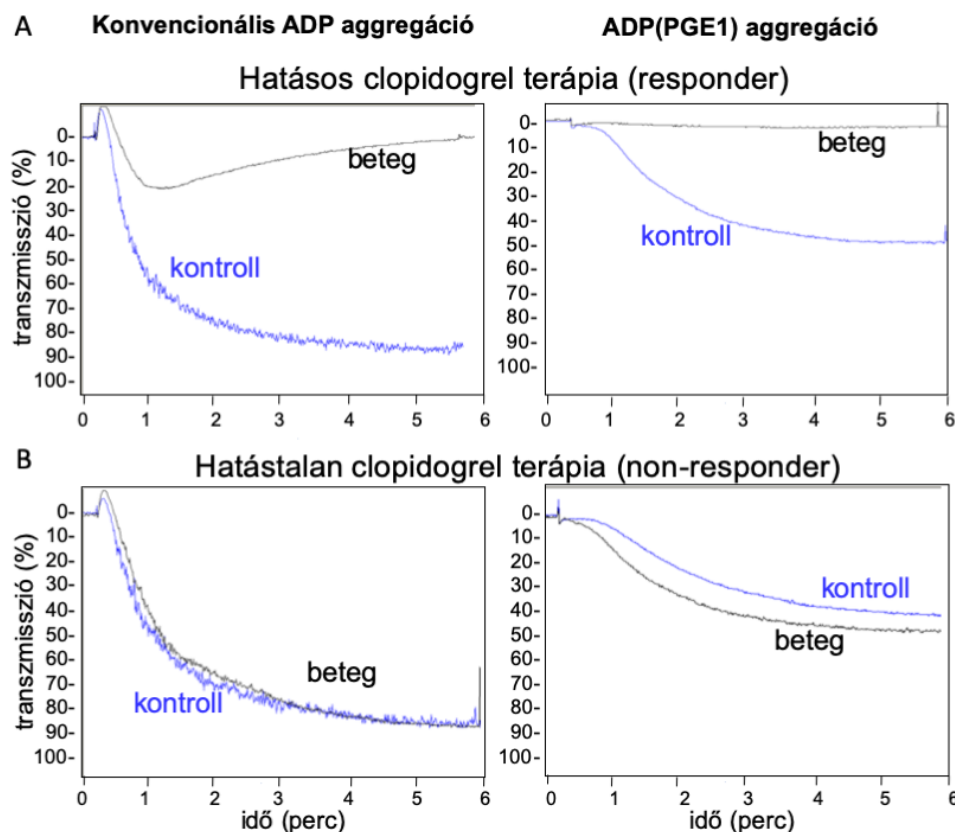 A
Konvencionális ADP aggregáció
ADP(PGE1) aggregáció
Hatásos clopidogrel terápia (responder)
transzmisszió (%)
0-
10-
20-
30-
40-
50-
60-
70-
80-
90-
100-
beteg
kontroll
0 1 2 3 4 5 6
0-
10-
20-
30-
40-
50-
60-
70-
80-
90-
100-
beteg
kontroll
0 1 2 3 4 5 6
B
Hatástalan clopidogrel terápia (non-responder)
transzmisszió (%)
0-
10-
20-
30-
40-
50-
60-
70-
80-
90-
100-
beteg
kontroll
0 1 2 3 4 5 6
idő (perc)
0-
10-
20-
30-
40-
50-
60-
70-
80-
90-
100-
kontroll
beteg
0 1 2 3 4 5 6
idő (perc)